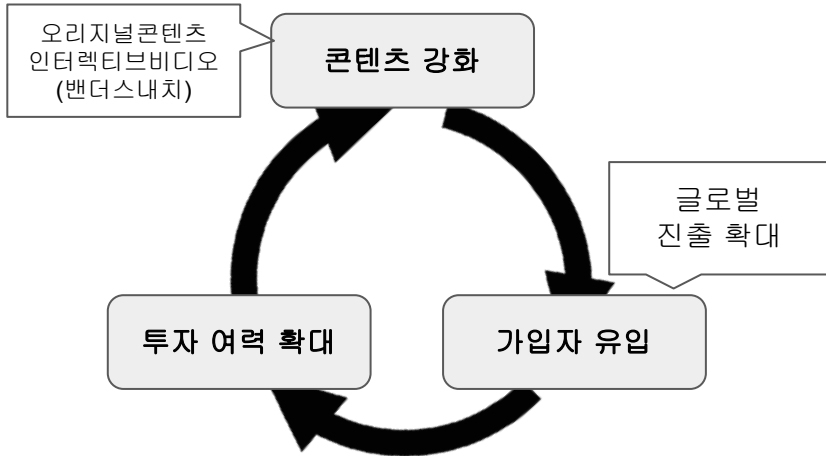 오리지널콘텐츠
인터렉티브비디오
(밴더스내치)
콘텐츠 강화
글로벌
진출 확대
투자 여력 확대
가입자 유입